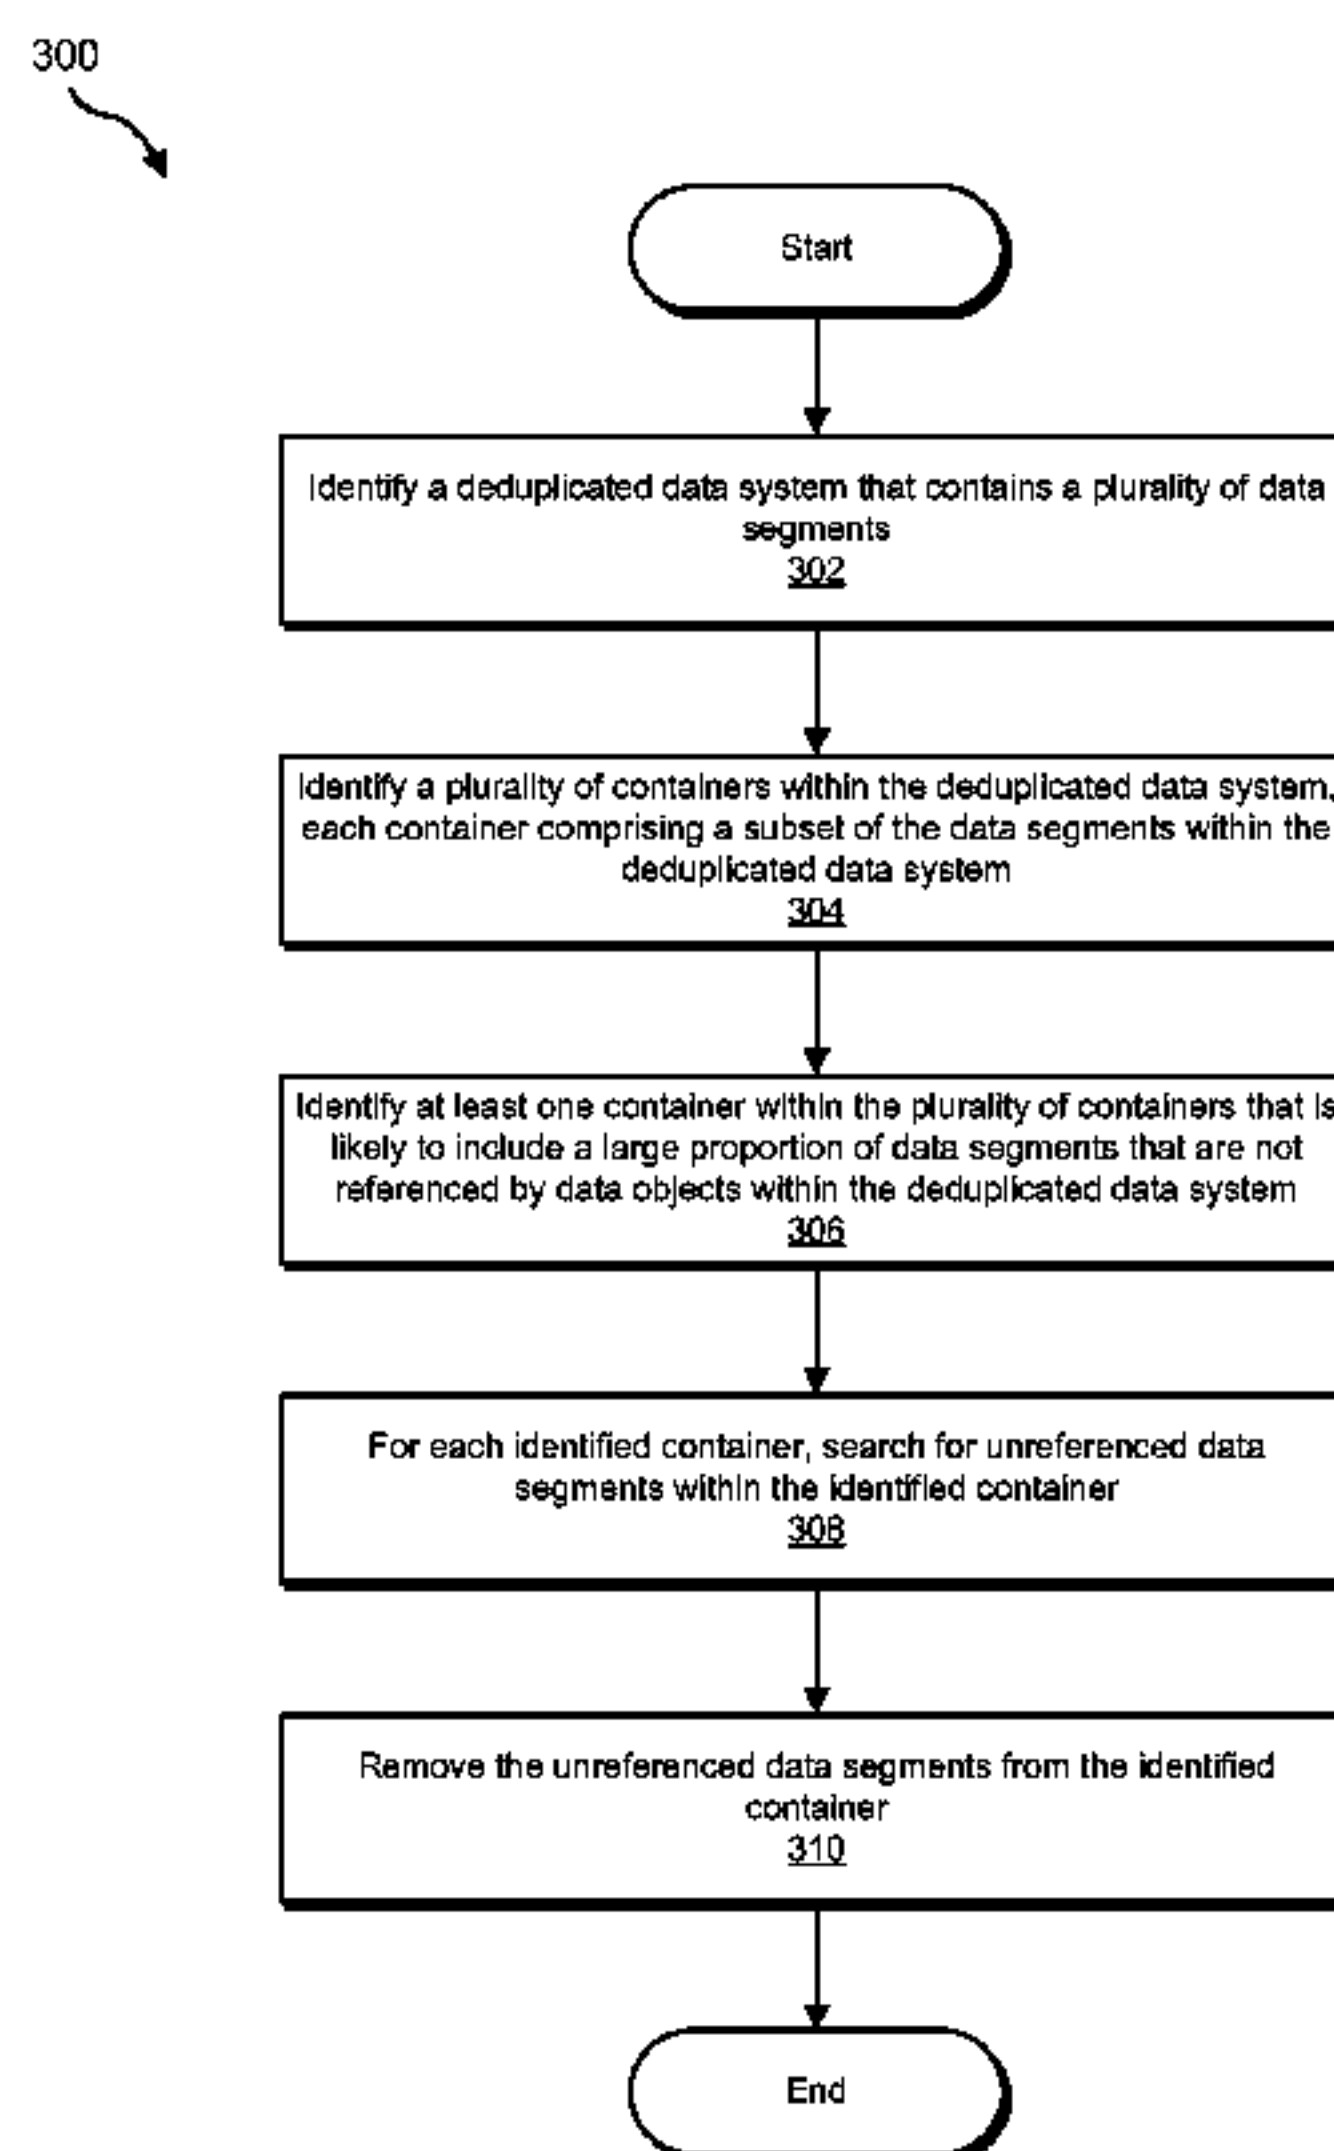 300
Start
Identify a deduplicated data system that contains a plurality of data
segments
302
Identify a plurality of containers within the deduplicated data system,
each container comprising a subset of the data segments within the
deduplicated data system
304
Identify at least one container within the plurality of containers that is
likely to include a large proportion of data segments that are not
referenced by data objects within the deduplicated data system
306
For each identified container, search for unreferenced data
segments within the identified container
308
Remove the unreferenced data segments from the identified
container
310
End